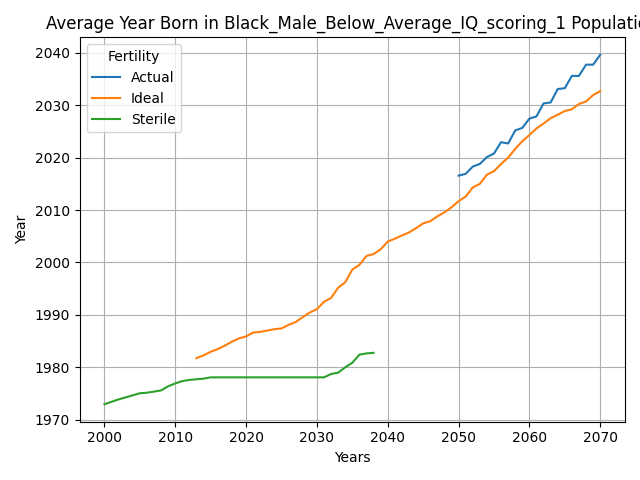 Average Year Born in Black_Male_Below_Average_IQ_scoring_1 Populati
2040
2030
2020
2010
2000
1990
1980
1970
Year
Fertility
Actual
Ideal
Sterile
2000 2010 2020 2030 2040 2050 2060 2070
Years